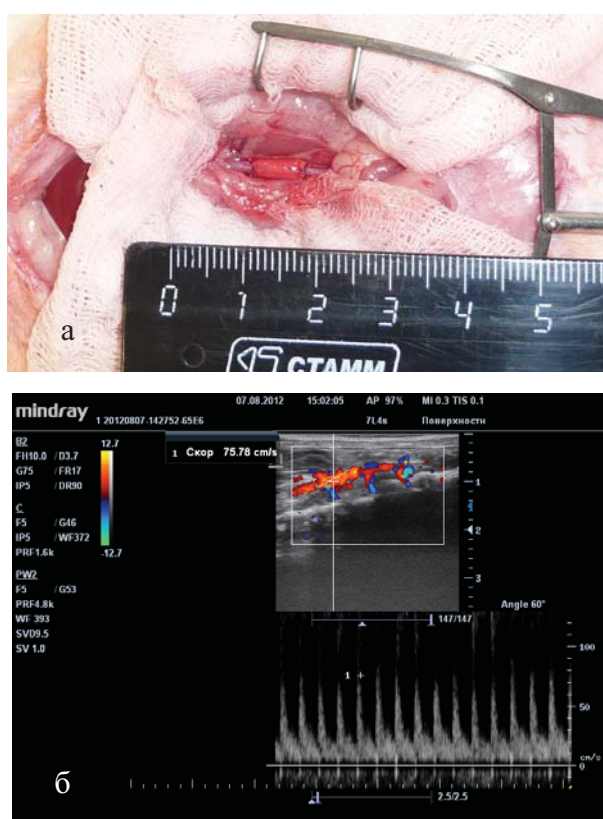 0 1 2 3 4 5
а
СТАММ
mindray
07.08.2012 15:02:05 AP 97% MI 0.3 TIS 0.1
1 20120807-142752-65E6 7L4s Поверхностн
B2
FH10.0 / D3.7
G75 / FR17
IP5 / DR90
C
F5 / G46
IP5 / WF372
PRF1.6k
PW2
F5 / G53
PRF4.8k
WF 393
SVD9.5
SV 1.0
12.7
-12.7
1 Скор 75.78 cm/s
1
2
3
Angle 60°
147/147
100
1 +
50
cm/s
0
2.5/2.5
б